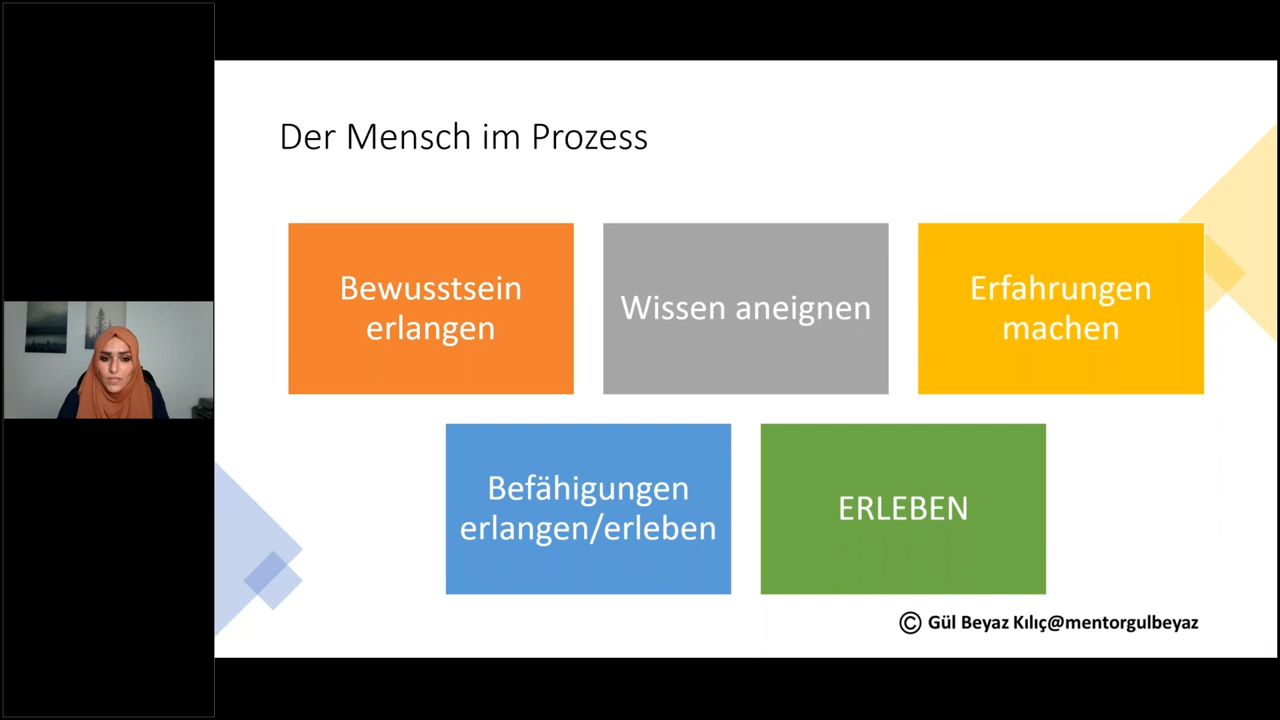 Der Mensch im Prozess
Bewusstsein
erlangen
Wissen aneignen
Erfahrungen
machen
Befähigungen
erlangen/erleben
ERLEBEN
© Gül Beyaz Kılıç@mentorgulbeyaz